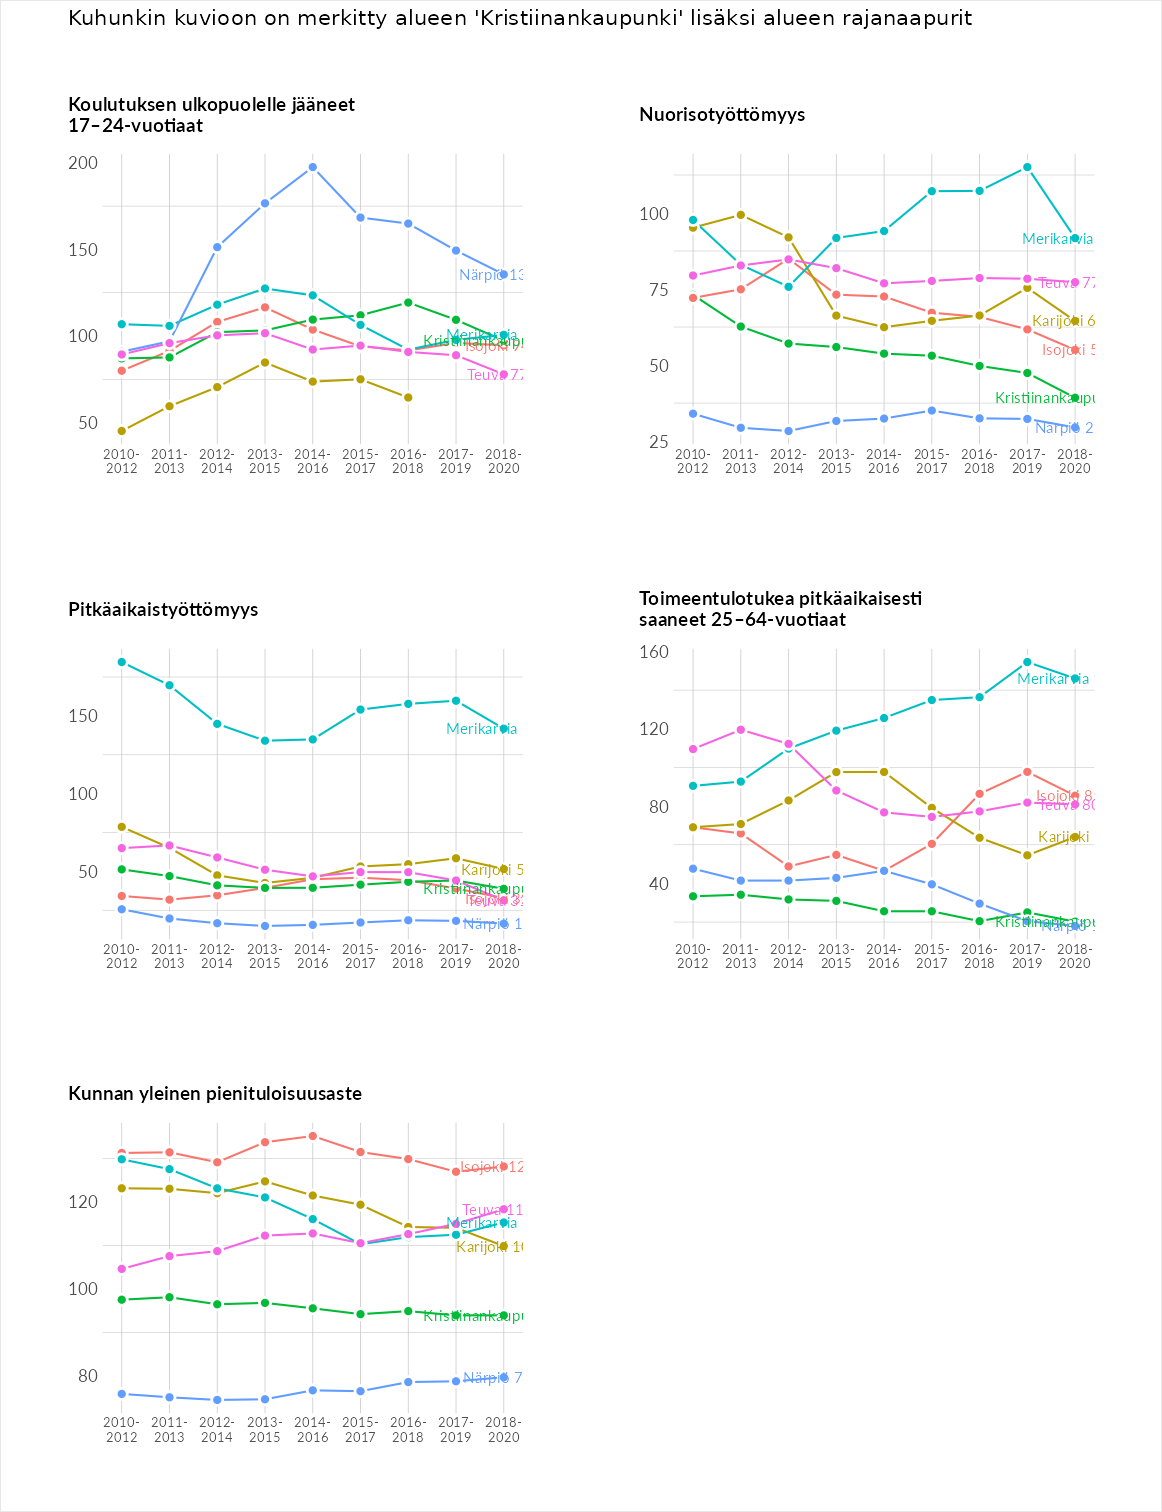 Kuhunkin kuvioon on merkitty alueen 'Kristiinankaupunki' lisäksi alueen rajanaapurit
Koulutuksen ulkopuolelle jääneet
17–24-vuotiaat
200
150
100
50
Närpiö 13
Merikarvia
Isojoki
Teuva 77
2010- 2011- 2012- 2013- 2014- 2015- 2016- 2017- 2018-
2012 2013 2014 2015 2016 2017 2018 2019 2020
Nuorisotyöttömyys
100
75
50
25
Merikarvia
Teuva 77
Karijoki 6
Isojoki 5
Kristiinankaupu
Närpiö 2
2010- 2011- 2012- 2013- 2014- 2015- 2016- 2017- 2018-
2012 2013 2014 2015 2016 2017 2018 2019 2020
Pitkäaikaistyöttömyys
150
100
50
Merikarvia
Karijoki 5
Kristiinankaupu
Närpiö 1
2010- 2011- 2012- 2013- 2014- 2015- 2016- 2017- 2018-
2012 2013 2014 2015 2016 2017 2018 2019 2020
Toimeentulotukea pitkäaikaisesti
saaneet 25–64-vuotiaat
160
120
80
40
Merikarvia
Isojoki 8
Teuva 80
Karijoki
Kristiinankaupu
Närpiö
2010- 2011- 2012- 2013- 2014- 2015- 2016- 2017- 2018-
2012 2013 2014 2015 2016 2017 2018 2019 2020
Kunnan yleinen pienituloisuusaste
120
100
80
Isojoki 12
Teuva 11
Merikarvia
Karijoki 10
Kristiinankaupu
Närpiö 7
2010- 2011- 2012- 2013- 2014- 2015- 2016- 2017- 2018-
2012 2013 2014 2015 2016 2017 2018 2019 2020